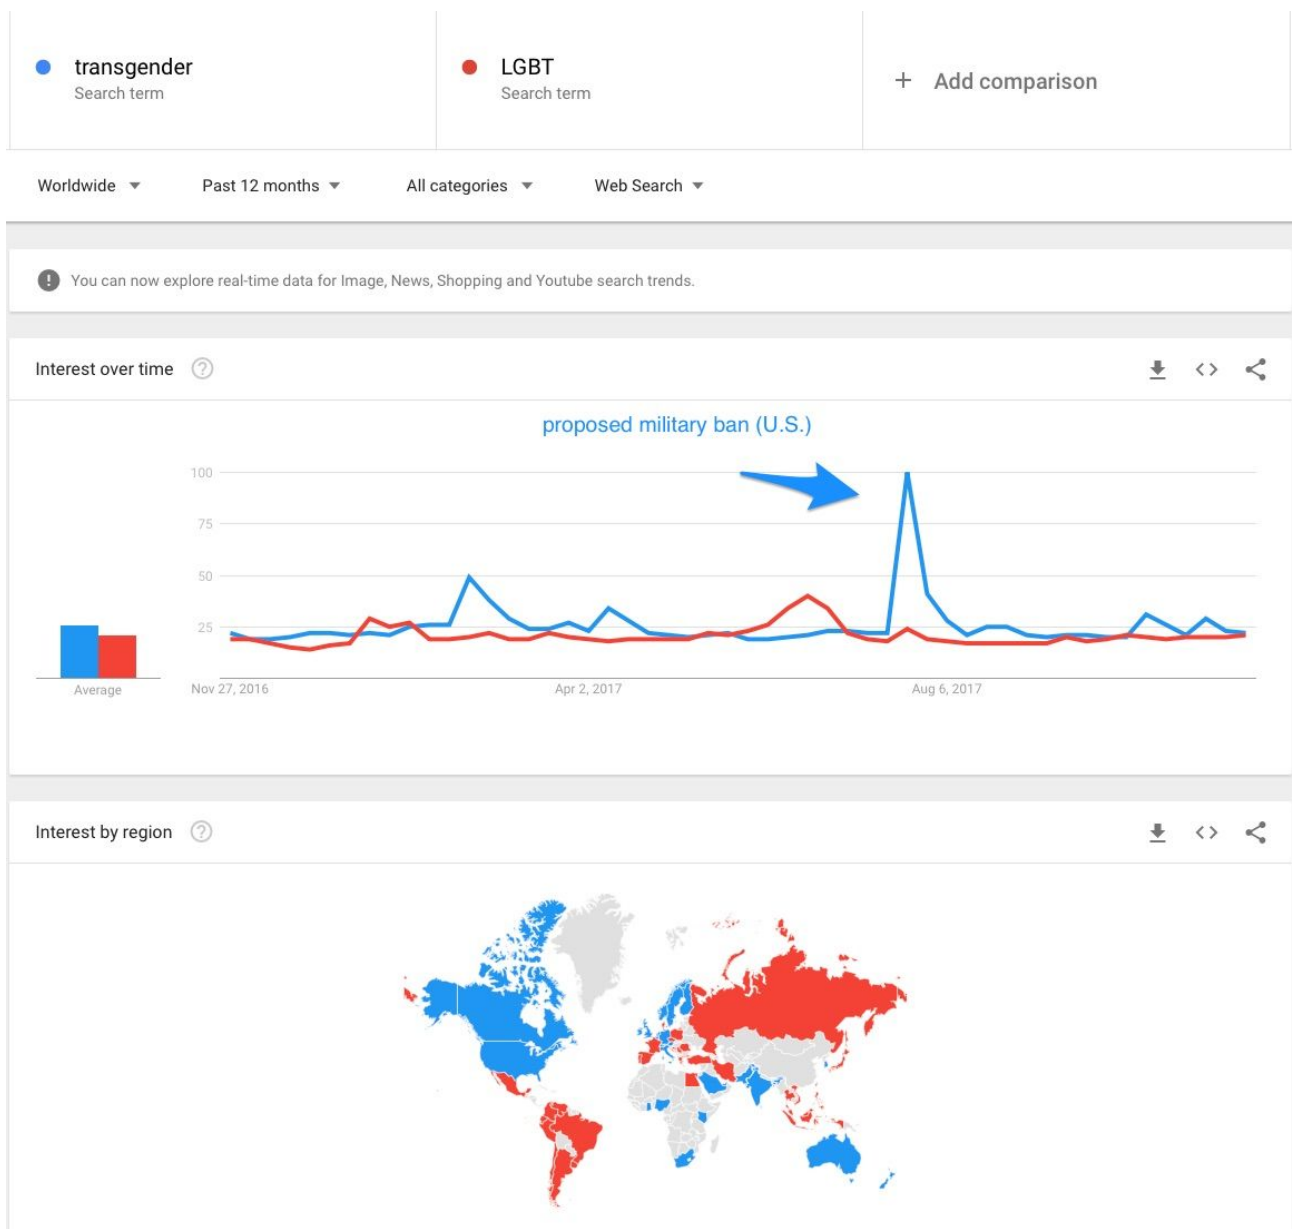 transgender
Search term
LGBT
Search term
+ Add comparison
Worldwide
Past 12 months
All categories
Web Search
You can now explore real-time data for Image, News, Shopping and Youtube search trends.
Interest over time
proposed military ban (U.S.)
100
75
50
25
Average
Nov 27, 2016
Apr 2, 2017
Aug 6, 2017
Interest by region